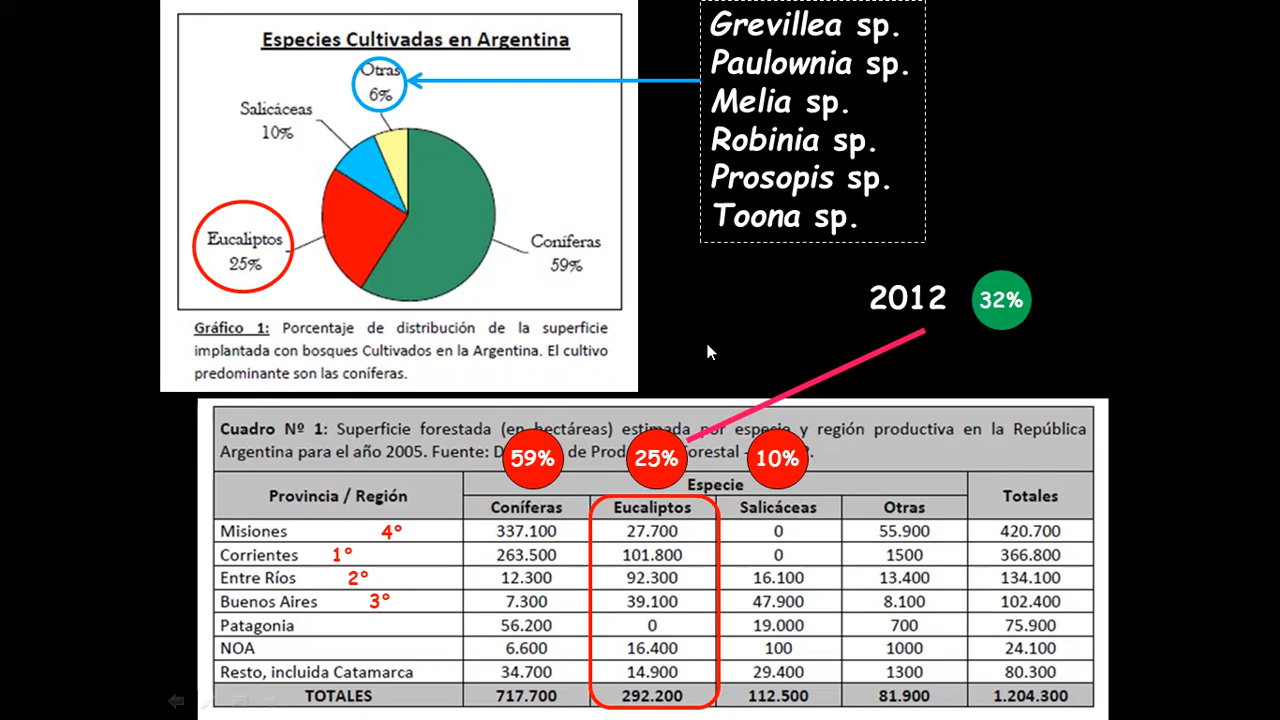 Especies Cultivadas en Argentina
Otras
6%
Salicáceas
10%
Eucaliptos
25%
Coníferas
59%
Gráfico 1: Porcentaje de distribución de la superficie
implantada con bosques Cultivados en la Argentina. El cultivo
predominante son las coníferas.
Grevillea sp.
Paulownia sp.
Melia sp.
Robinia sp.
Prosopis sp.
Toona sp.
2012 32%
Cuadro Nº 1: Superficie forestada (en hectáreas) estimada por especie y región productiva en la República
Argentina para el año 2005. Fuente: de Forestal
59% 25% 10%
Provincia / Región Especie Totales
Coníferas Eucaliptos Salicáceas Otras
Misiones 4° 337.100 27.700 0 55.900 420.700
Corrientes 1° 263.500 101.800 0 1500 366.800
Entre Ríos 2° 12.300 92.300 16.100 13.400 134.100
Buenos Aires 3° 7.300 39.100 47.900 8.100 102.400
Patagonia 56.200 0 19.000 700 75.900
NOA 6.600 16.400 100 1000 24.100
Resto, incluida Catamarca 34.700 14.900 29.400 1300 80.300
TOTALES 717.700 292.200 112.500 81.900 1.204.300